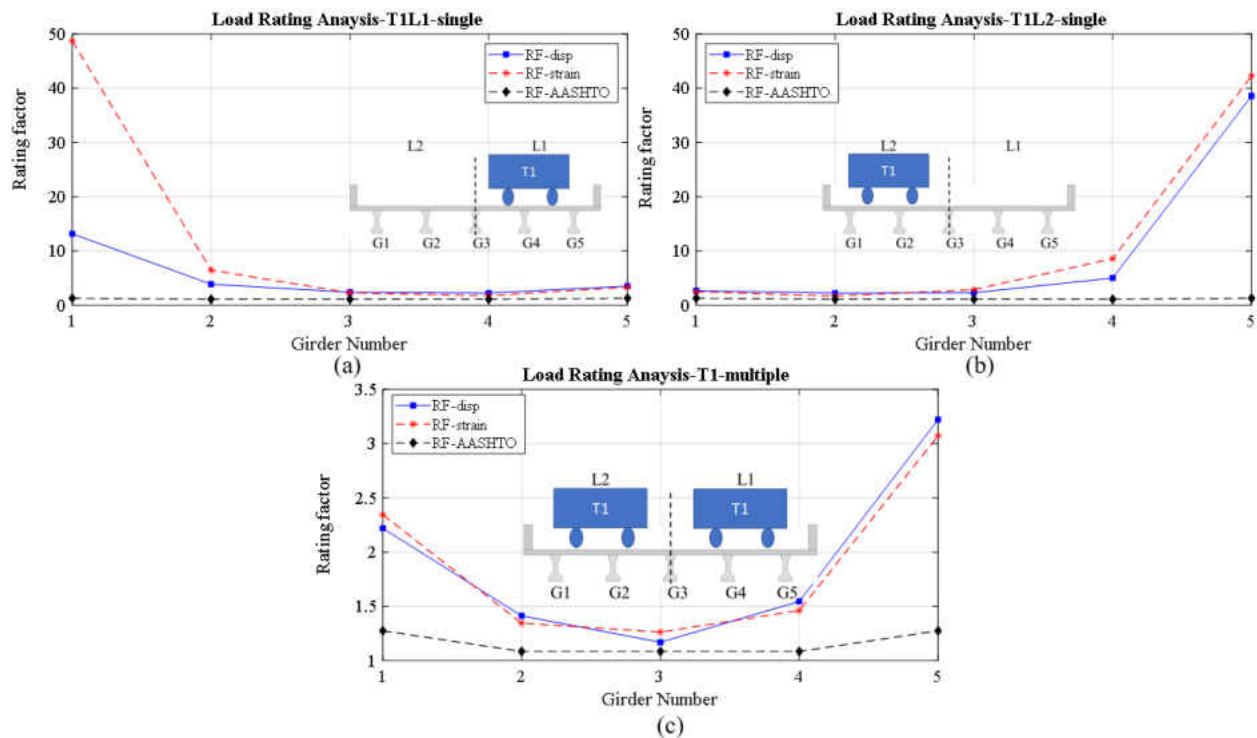 Load Rating Anaysis-T1L1-single
50
40
30
20
10
0
Rating factor
RF-disp
RF-strain
RF-AASHTO
L2
L1
T1
G1 G2 G3 G4 G5
1 2 3 4 5
Girder Number
(a)
Load Rating Anaysis-T1L2-single
50
40
30
20
10
0
Rating factor
RF-disp
RF-strain
RF-AASHTO
L2
L1
T1
G1 G2 G3 G4 G5
1 2 3 4 5
Girder Number
(b)
Load Rating Anaysis-T1-multiple
3.5
3
2.5
2
1.5
1
Rating factor
RF-disp
RF-strain
RF-AASHTO
L2
L1
T1
T1
G1 G2 G3 G4 G5
1 2 3 4 5
Girder Number
(c)